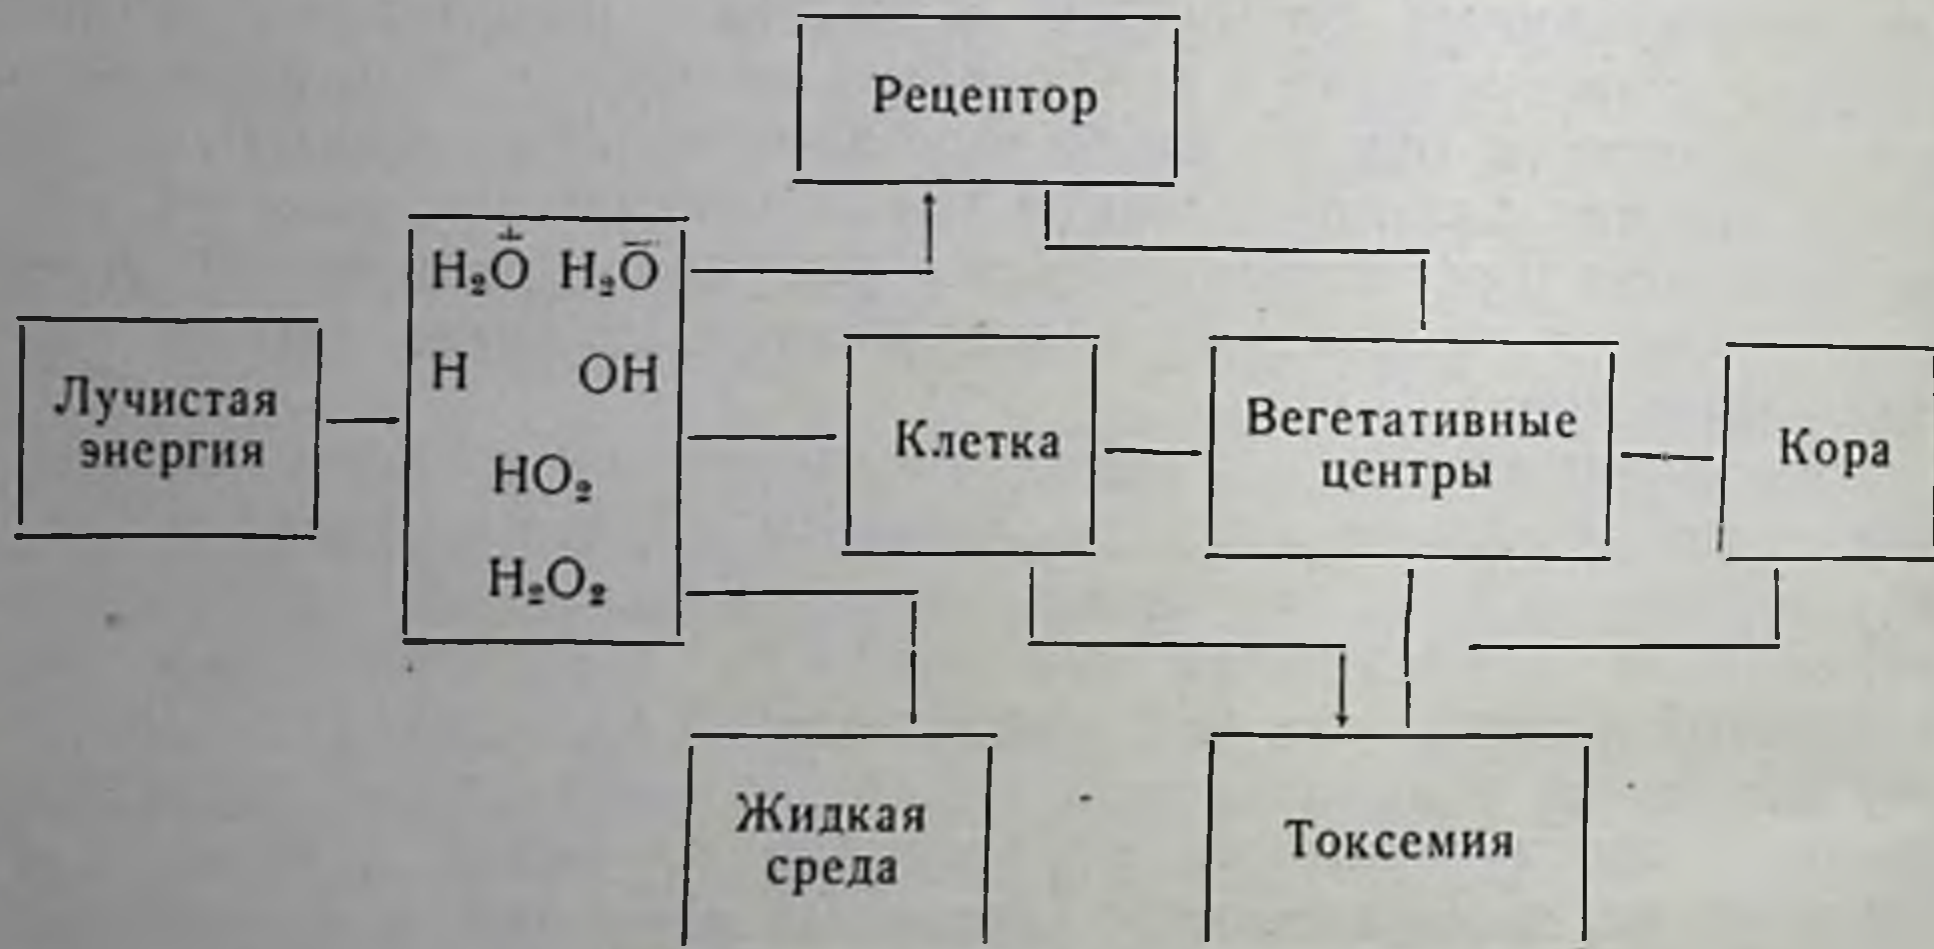 Рецептор
H₂O⁺ H₂O⁻
H OH
HO₂
H₂O₂
Лучистая
энергия
Клетка
Вегетативные
центры
Кора
Жидкая
среда
Токсемия